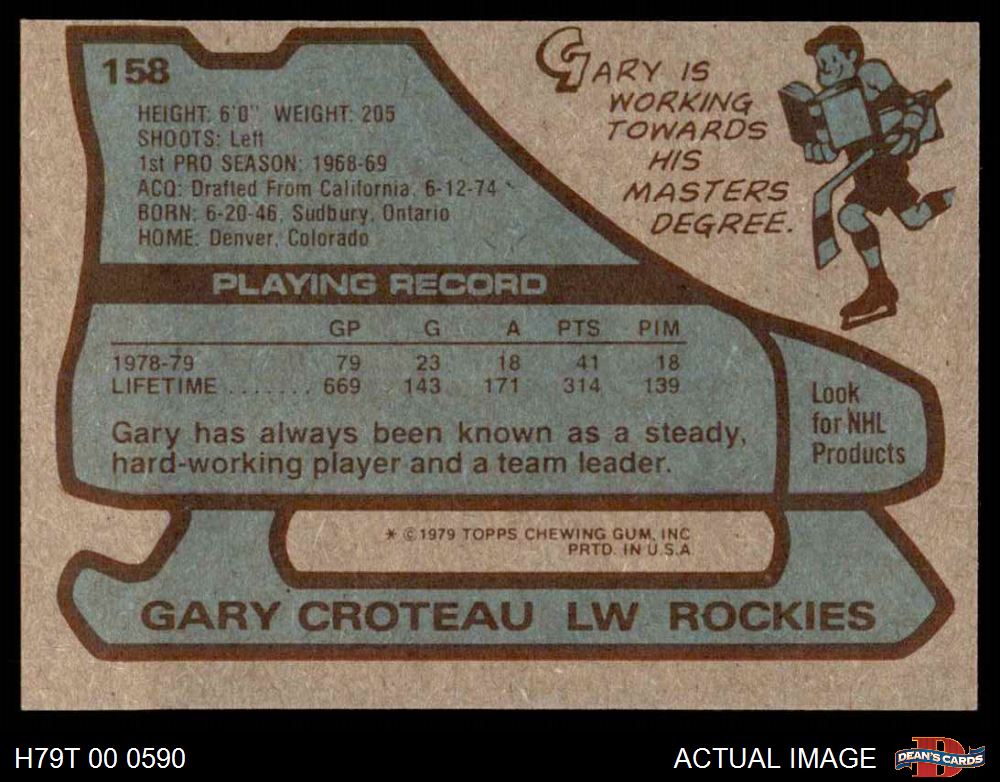 158
HEIGHT: 6'0" WEIGHT: 205
SHOOTS: Left
1st PRO SEASON: 1968-69
ACQ: Drafted From California, 6-12-74
BORN: 6-20-46, Sudbury, Ontario
HOME: Denver, Colorado
GARY IS
WORKING
TOWARDS
HIS
MASTERS
DEGREE.
PLAYING RECORD
GP G A PTS PIM
1978-79 79 23 18 41 18
LIFETIME ....... 669 143 171 314 139
Gary has always been known as a steady,
hard-working player and a team leader.
Look
for NHL
Products
* © 1979 TOPPS CHEWING GUM, INC
PRTD. IN U.S.A
GARY CROTEAU LW ROCKIES
H79T 00 0590
ACTUAL IMAGE
D
DEAN'S CARDS